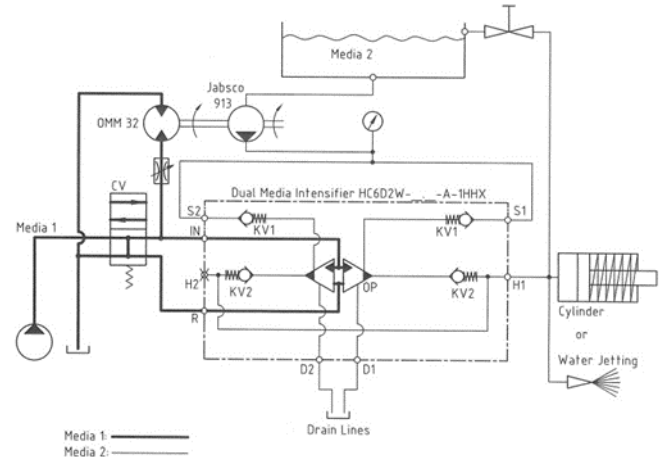 Media 2
Jabsco
913
OMM 32
CV
Dual Media Intensifier HC6D2W-_._-A-1HHX
S2
S1
Media 1
IN
KV1
KV1
H2
KV2
OP
KV2
H1
R
Cylinder
or
Water Jetting
D2
D1
Drain Lines
Media 1:
Media 2: